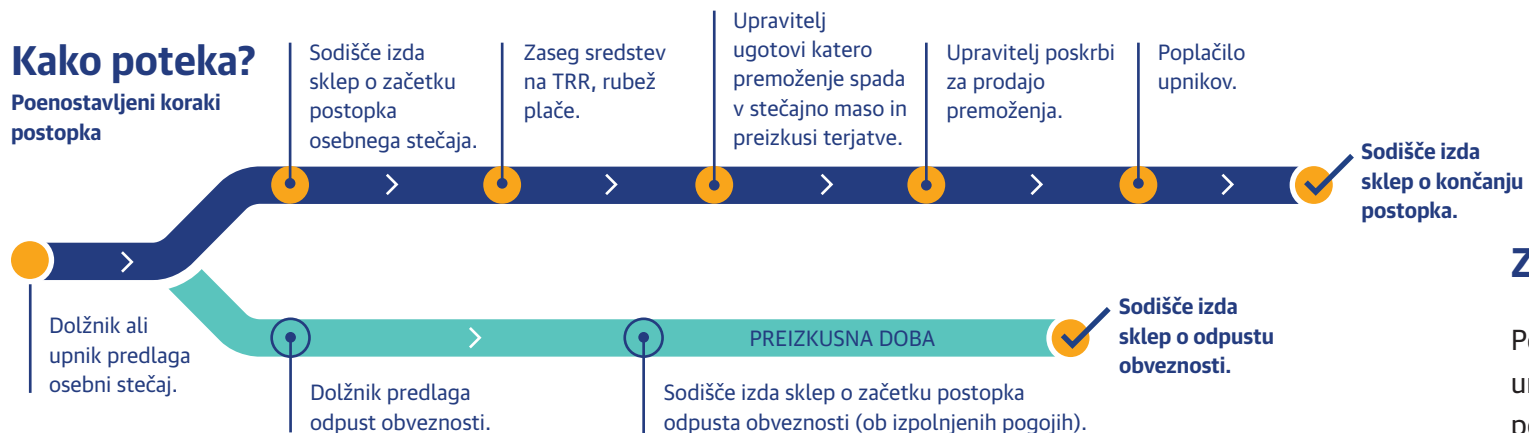 Kako poteka?
Poenostavljeni koraki
postopka
Sodišče izda
sklep o začetku
postopka
osebnega stečaja.
Zaseg sredstev
na TRR, rubež
plače.
Upravitelj
ugotovi katero
premoženje spada
v stečajno maso in
preizkusi terjatve.
Upravitelj poskrbi
za prodajo
premoženja.
Poplačilo
upnikov.
Sodišče izda
sklep o končanju
postopka.
Dolžnik ali
upnik predlaga
osebni stečaj.
Dolžnik predlaga
odpust obveznosti.
Sodišče izda sklep o začetku postopka
odpusta obveznosti (ob izpolnjenih pogojih).
PREIZKUSNA DOBA
Sodišče izda
sklep o odpustu
obveznosti.